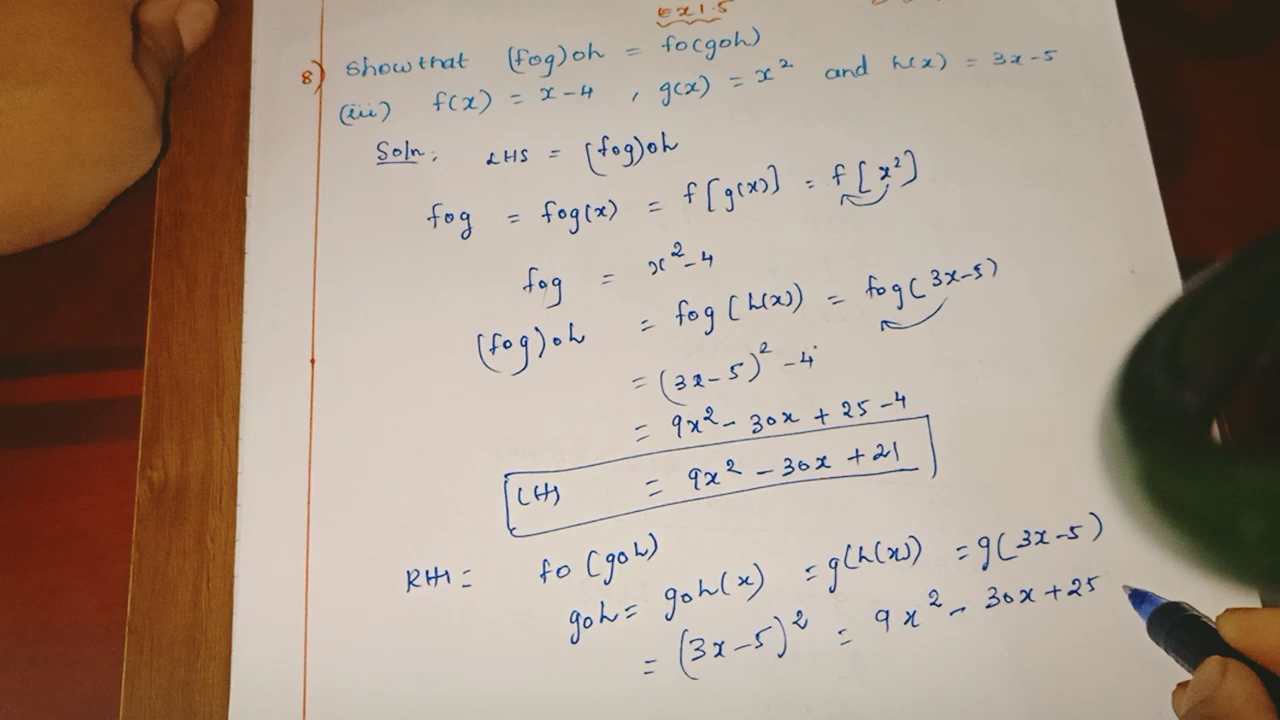 Ex 1.5
8) Show that (fog)oh = fo(goh)
(iii) f(x) = x-4 , g(x) = x² and h(x) = 3x-5
Soln: LHS = (fog)oh
fog = fog(x) = f[g(x)] = f[x²]
fog = x²-4
(fog)oh = fog(h(x)) = fog(3x-5)
= (3x-5)² -4
= 9x² - 30x + 25 -4
LHS = 9x² - 30x + 21
RHS = fo(goh)
goh = goh(x) = g(h(x)) = g(3x-5)
= (3x-5)² = 9x² - 30x + 25